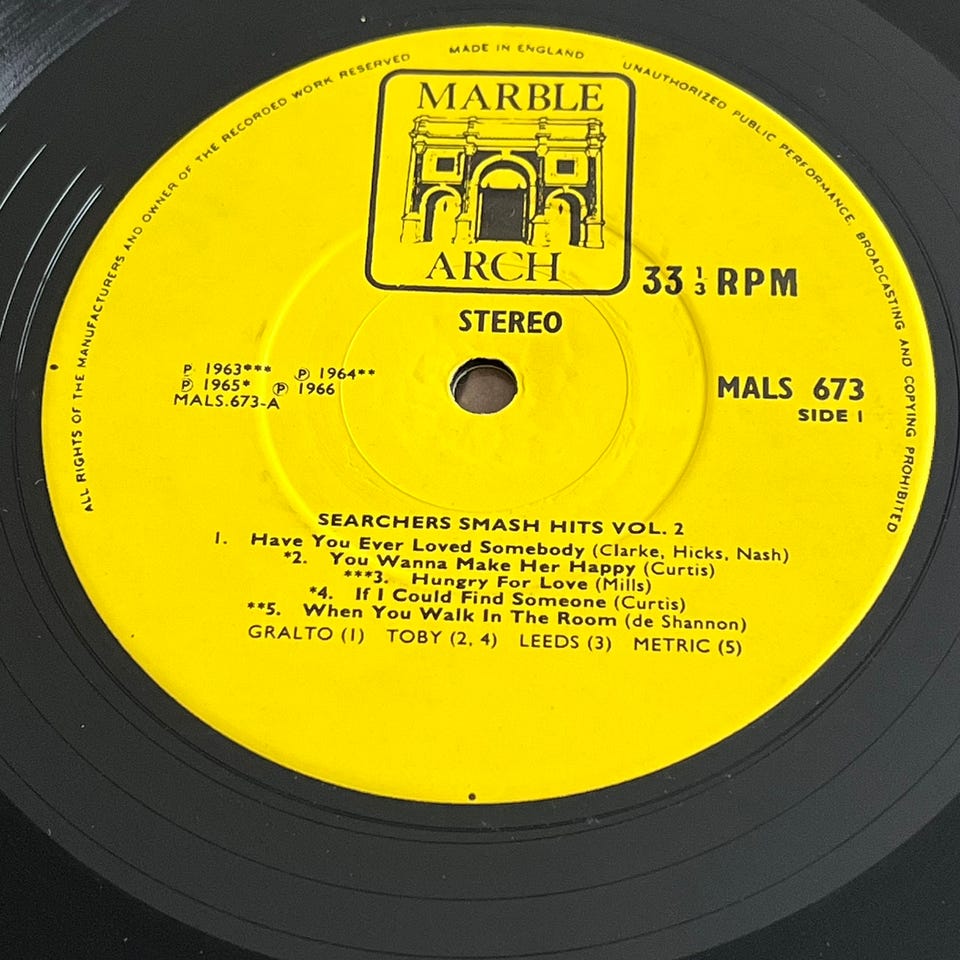 ALL RIGHTS OF THE MANUFACTURERS AND OWNER OF THE RECORDED WORK RESERVED
MADE IN ENGLAND
UNAUTHORIZED PUBLIC PERFORMANCE, BROADCASTING AND COPYING PROHIBITED
MARBLE
ARCH
33 1/3 RPM
STEREO
℗ 1963*** ℗ 1964**
℗ 1965* ℗ 1966
MALS.673-A
MALS 673
SIDE 1
SEARCHERS SMASH HITS VOL. 2
1. Have You Ever Loved Somebody (Clarke, Hicks, Nash)
*2. You Wanna Make Her Happy (Curtis)
***3. Hungry For Love (Mills)
*4. If I Could Find Someone (Curtis)
**5. When You Walk In The Room (de Shannon)
GRALTO (1) TOBY (2, 4) LEEDS (3) METRIC (5)